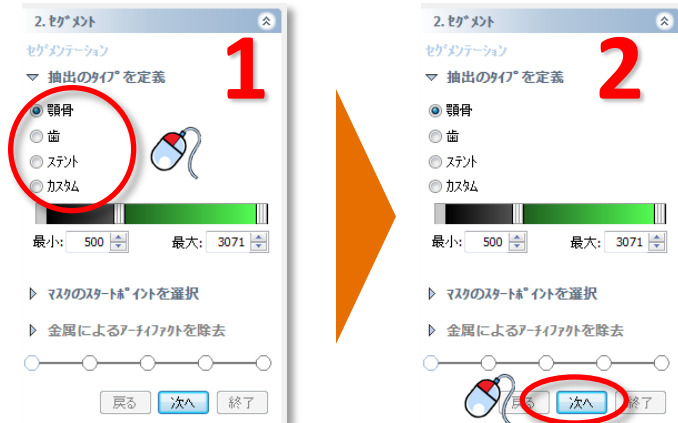 2. ｾｸﾞﾒﾝﾄ
1
ｾｸﾞﾒﾝﾃｰｼｮﾝ
抽出のﾀｲﾌﾟを定義
顎骨
歯
ｽﾃﾝﾄ
ｶｽﾀﾑ
最小: 500 最大: 3071
ﾏｽｸのｽﾀｰﾄﾎﾟｲﾝﾄを選択
金属によるｱｰﾁｨﾌｧｸﾄを除去
戻る 次へ 終了
2. ｾｸﾞﾒﾝﾄ
2
ｾｸﾞﾒﾝﾃｰｼｮﾝ
抽出のﾀｲﾌﾟを定義
顎骨
歯
ｽﾃﾝﾄ
ｶｽﾀﾑ
最小: 500 最大: 3071
ﾏｽｸのｽﾀｰﾄﾎﾟｲﾝﾄを選択
金属によるｱｰﾁｨﾌｧｸﾄを除去
戻る 次へ 終了